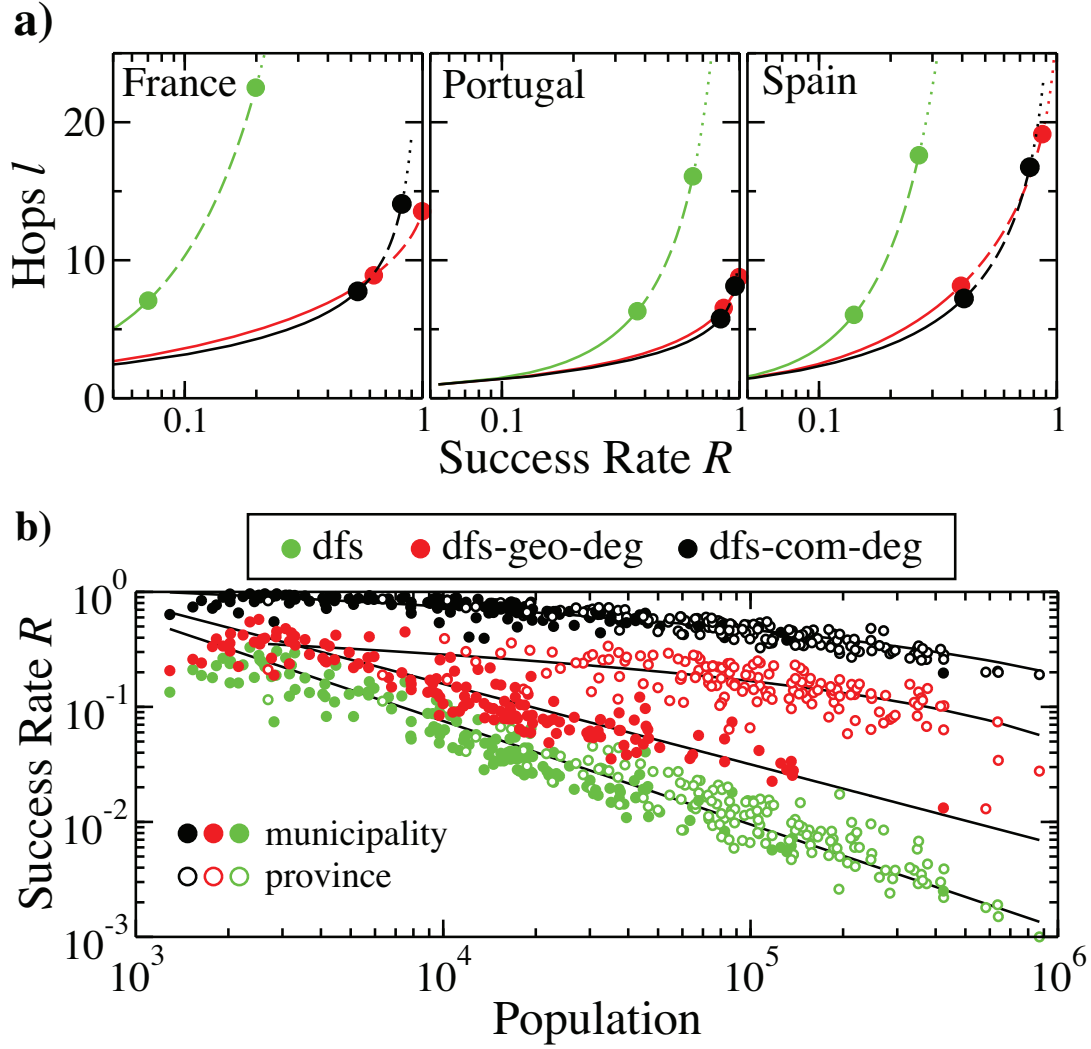 a)
France Portugal Spain
Hops l
20
10
0
0.1 1 0.1 1 0.1 1
Success Rate R
b)
dfs dfs-geo-deg dfs-com-deg
Success Rate R
10^0
10^-1
10^-2
10^-3
municipality
province
10^3 10^4 10^5 10^6
Population